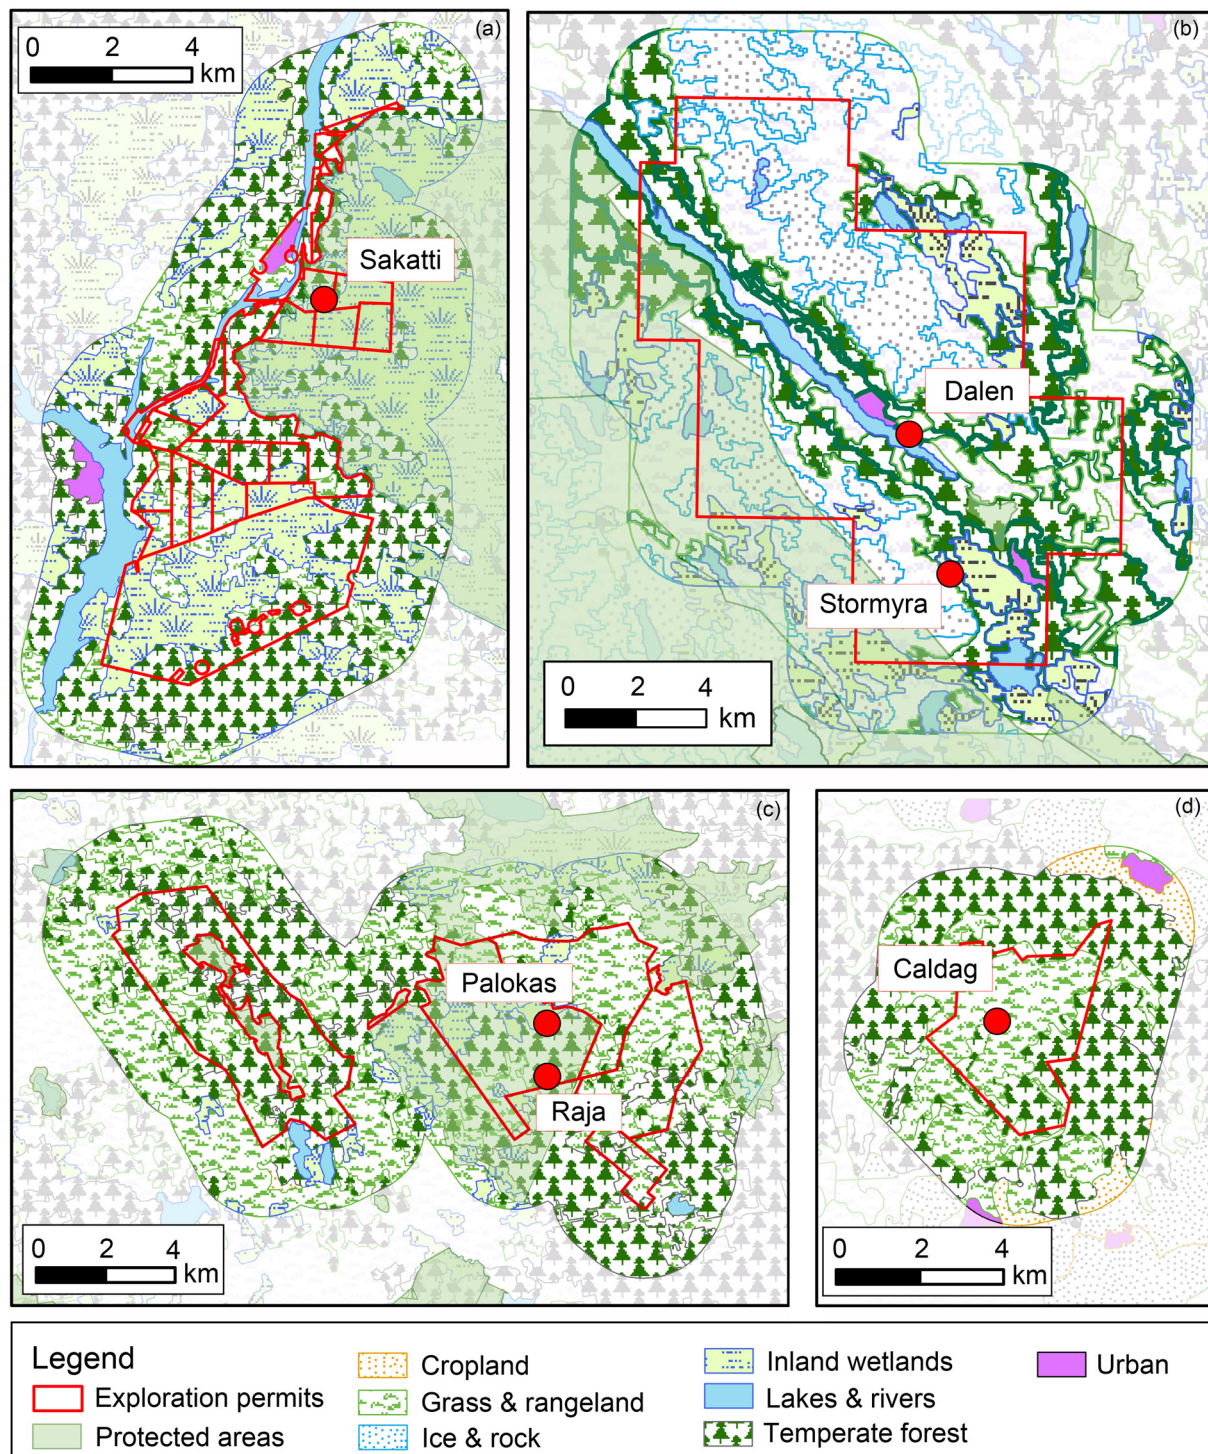 (a)
0 2 4
km
Sakatti
(b)
Dalen
Stormyra
0 2 4
km
(c)
Palokas
Raja
0 2 4
km
(d)
Caldag
0 2 4
km
Legend
Exploration permits
Protected areas
Cropland
Grass & rangeland
Ice & rock
Inland wetlands
Lakes & rivers
Temperate forest
Urban